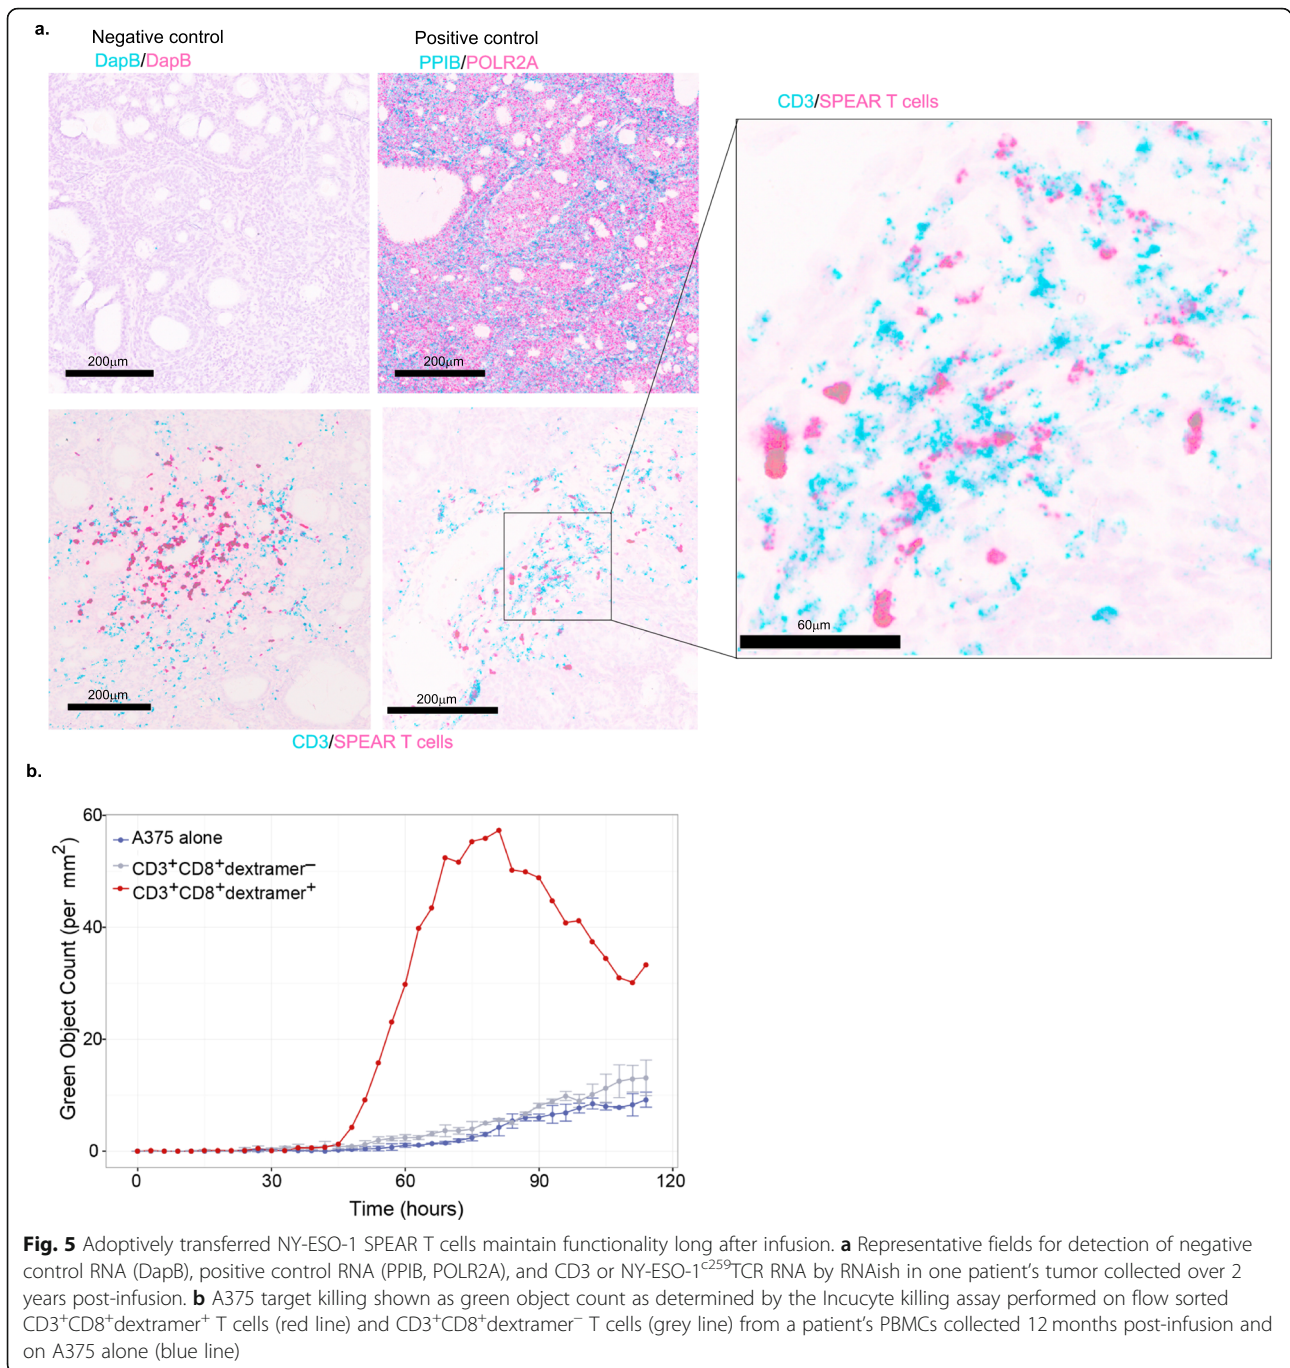 a.
Negative control
DapB/DapB
Positive control
PPIB/POLR2A
CD3/SPEAR T cells
200μm
200μm
60μm
200μm
200μm
CD3/SPEAR T cells
b.
60
40
20
0
Green Object Count (per mm²)
A375 alone
CD3⁺CD8⁺dextramer⁻
CD3⁺CD8⁺dextramer⁺
0 30 60 90 120
Time (hours)
Fig. 5 Adoptively transferred NY-ESO-1 SPEAR T cells maintain functionality long after infusion. a Representative fields for detection of negative
control RNA (DapB), positive control RNA (PPIB, POLR2A), and CD3 or NY-ESO-1ᶜ²⁵⁹TCR RNA by RNAish in one patient's tumor collected over 2
years post-infusion. b A375 target killing shown as green object count as determined by the Incucyte killing assay performed on flow sorted
CD3⁺CD8⁺dextramer⁺ T cells (red line) and CD3⁺CD8⁺dextramer⁻ T cells (grey line) from a patient's PBMCs collected 12 months post-infusion and
on A375 alone (blue line)